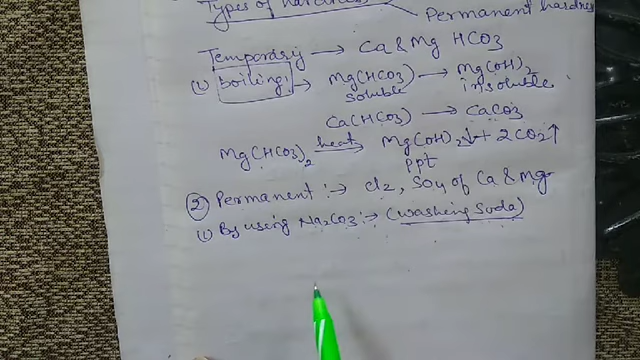 Types of hardness
Permanent hardness
Temporary → Ca & Mg HCO3
(1) boiling: → Mg(HCO3) → Mg(OH)2
soluble insoluble
Ca(HCO3) → CaCO3
Mg(HCO3)2 heat→ Mg(OH)2↓ + 2CO2↑
ppt
(2) Permanent :→ Cl2, SO4 of Ca & Mg
(1) By using Na2CO3 :→ (washing Soda)